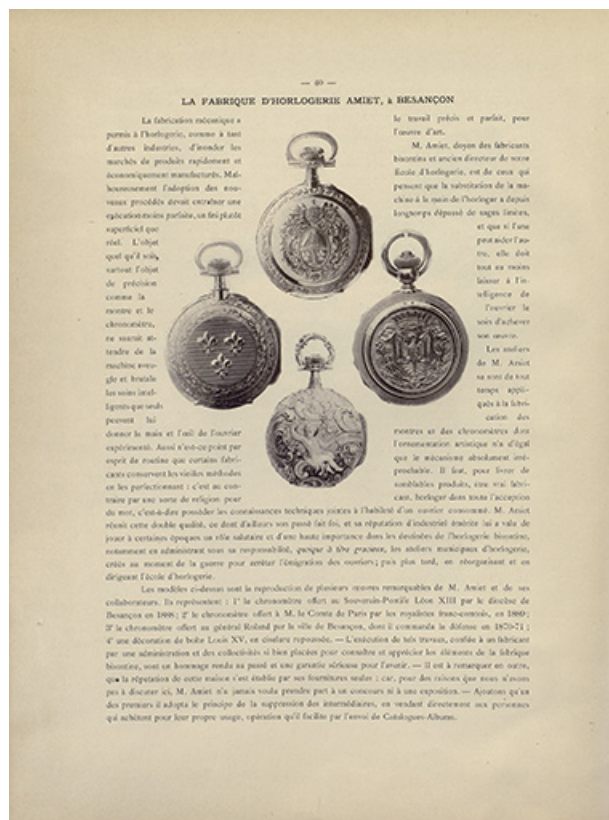 — 40 —
LA FABRIQUE D'HORLOGERIE AMIET, à BESANÇON
La fabrication mécanique a
permis à l'horlogerie, comme à tant
d'autres industries, d'inonder les
marchés de produits rapidement et
économiquement manufacturés. Mal-
heureusement l'adoption des nou-
veaux procédés devait entraîner une
exécution moins parfaite, un fini plutôt
superficiel que
réel. L'objet
quel qu'il soit,
surtout l'objet
de précision
comme la
montre et le
chronomètre,
ne saurait at-
tendre de la
machine aveu-
gle et brutale
les soins intel-
ligents que seuls
peuvent lui
donner la main et l'œil de l'ouvrier
expérimenté. Aussi n'est-ce point par
esprit de routine que certains fabri-
cants conservent les vieilles méthodes
en les perfectionnant : c'est au con-
traire par une sorte de religion pour
le travail précis et parfait, pour
l'œuvre d'art.
M. Amiet, doyen des fabricants
bisontins et ancien directeur de notre
École d'horlogerie, est de ceux qui
pensent que la substitution de la ma-
chine à la main de l'horloger a depuis
longtemps dépassé de sages limites,
et que si l'une
peut aider l'au-
tre, elle doit
tout au moins
laisser à l'in-
telligence de
l'ouvrier le
soin d'achever
son œuvre.
Les ateliers
de M. Amiet
se sont de tout
temps appli-
qués à la fabri-
cation des
montres et des chronomètres dont
l'ornementation artistique n'a d'égal
que le mécanisme absolument irré-
prochable. Il faut, pour livrer de
semblables produits, être vrai fabri-
cant, horloger dans toute l'acception
du mot, c'est-à-dire posséder les connaissances techniques jointes à l'habileté d'un ouvrier consommé. M. Amiet
réunit cette double qualité, ce dont d'ailleurs son passé fait foi, et sa réputation d'industriel émérite lui a valu de
jouer à certaines époques un rôle salutaire et d'une haute importance dans les destinées de l'horlogerie bisontine,
notamment en administrant sous sa responsabilité, quoique à titre gracieux, les ateliers municipaux d'horlogerie,
créés au moment de la guerre pour arrêter l'émigration des ouvriers ; puis plus tard, en réorganisant et en
dirigeant l'école d'horlogerie.
Les modèles ci-dessus sont la reproduction de plusieurs œuvres remarquables de M. Amiet et de ses
collaborateurs. Ils représentent : 1° le chronomètre offert au Souverain-Pontife Léon XIII par le diocèse de
Besançon en 1888 ; 2° le chronomètre offert à M. le Comte de Paris par les royalistes franc-comtois, en 1889 ;
3° le chronomètre offert au général Roland par la ville de Besançon, dont il commanda la défense en 1870-71 ;
4° une décoration de boîte Louis XV, en ciselure repoussée. — L'exécution de tels travaux, confiée à un fabricant
par une administration et des collectivités si bien placées pour connaître et apprécier les éléments de la fabrique
bisontine, sont un hommage rendu au passé et une garantie sérieuse pour l'avenir. — Il est à remarquer en outre,
que la réputation de cette maison s'est établie par ses fournitures seules : car, pour des raisons que nous n'avons
pas à discuter ici, M. Amiet n'a jamais voulu prendre part à un concours ni à une exposition. — Ajoutons qu'un
des premiers il adopta le principe de la suppression des intermédiaires, en vendant directement aux personnes
qui achètent pour leur propre usage, opération qu'il facilite par l'envoi de Catalogues-Albums.